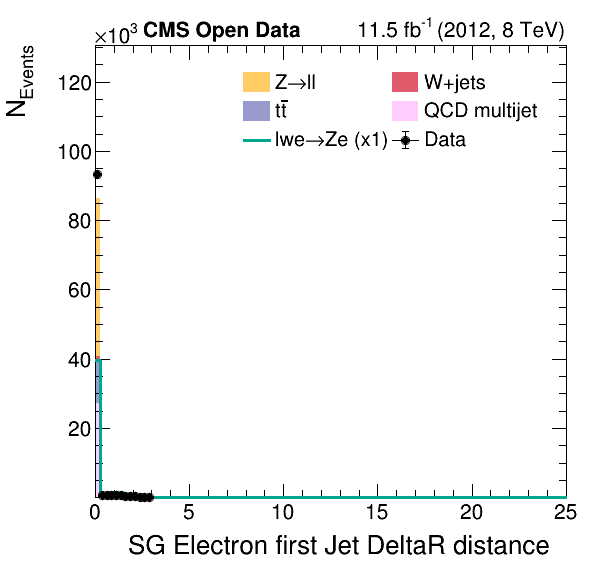 ×10³ CMS Open Data 11.5 fb⁻¹ (2012, 8 TeV)
N_Events
Z→ll W+jets
tt̄ QCD multijet
lwe→Ze (x1) Data
120
100
80
60
40
20
0 5 10 15 20 25
SG Electron first Jet DeltaR distance